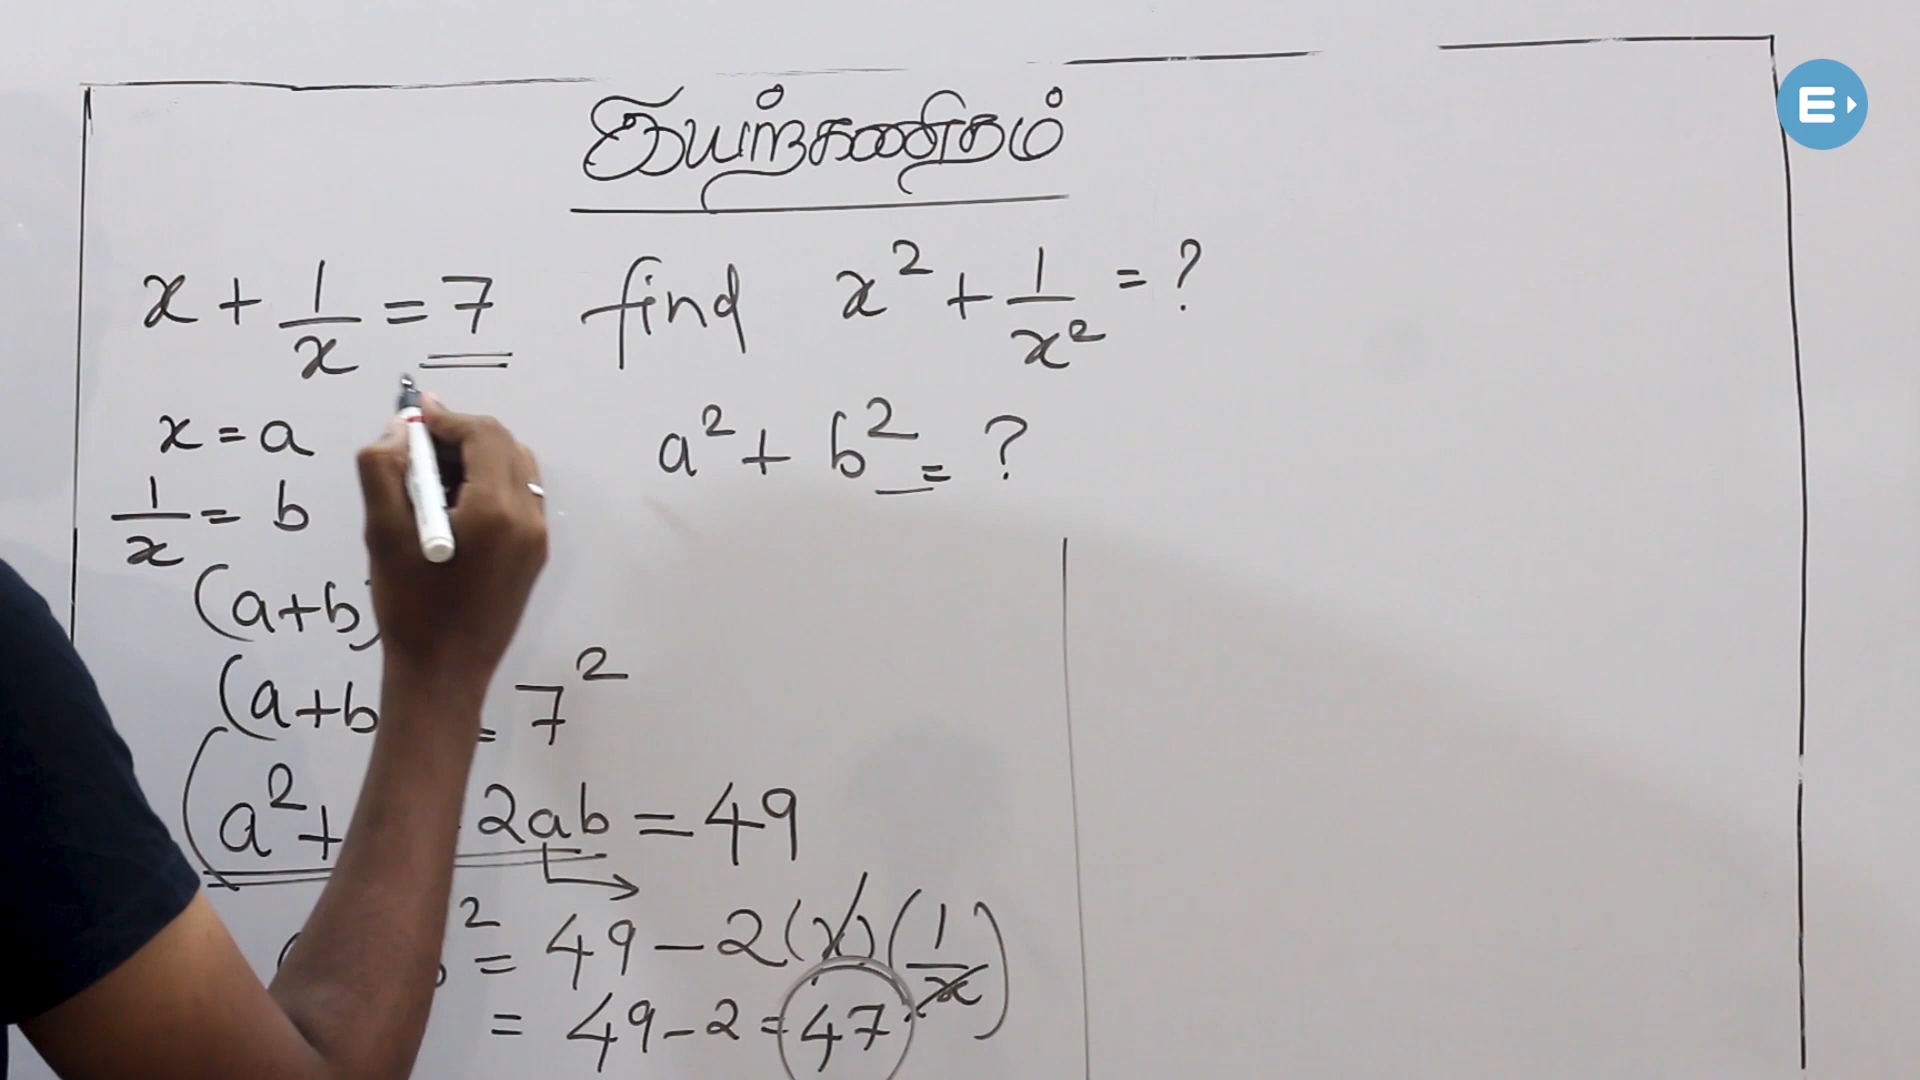 இயற்கணிதம்
x + 1/x = 7 find x² + 1/x² = ?
x = a a² + b² = ?
1/x = b
(a+b)
(a+b = 7²
a² + 2ab = 49
² = 49 - 2(x)(1/x)
= 49 - 2 = 47
E